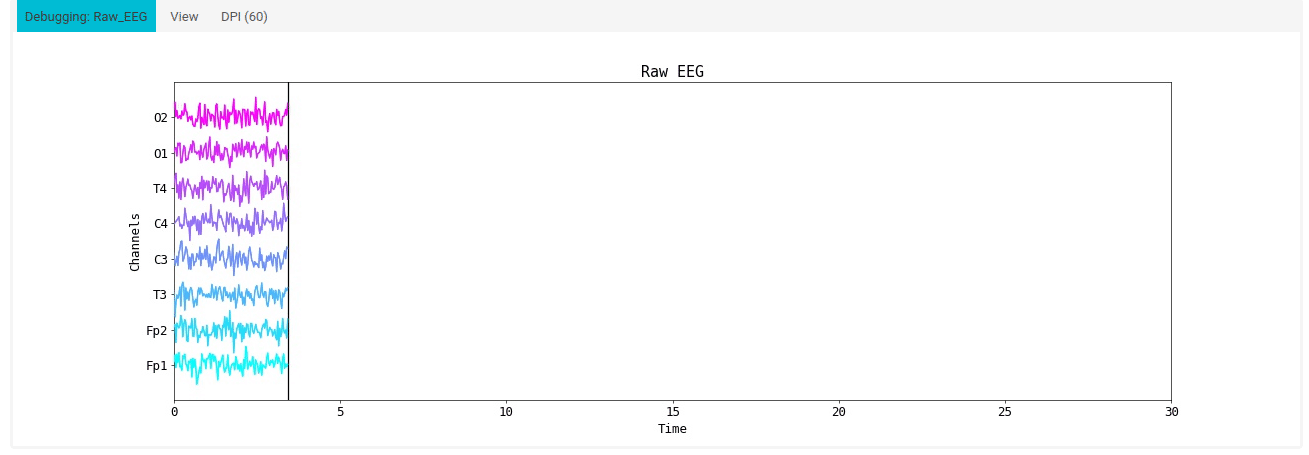 Debugging: Raw_EEG View DPI (60)
Raw EEG
Channels
O2
O1
T4
C4
C3
T3
Fp2
Fp1
0 5 10 15 20 25 30
Time